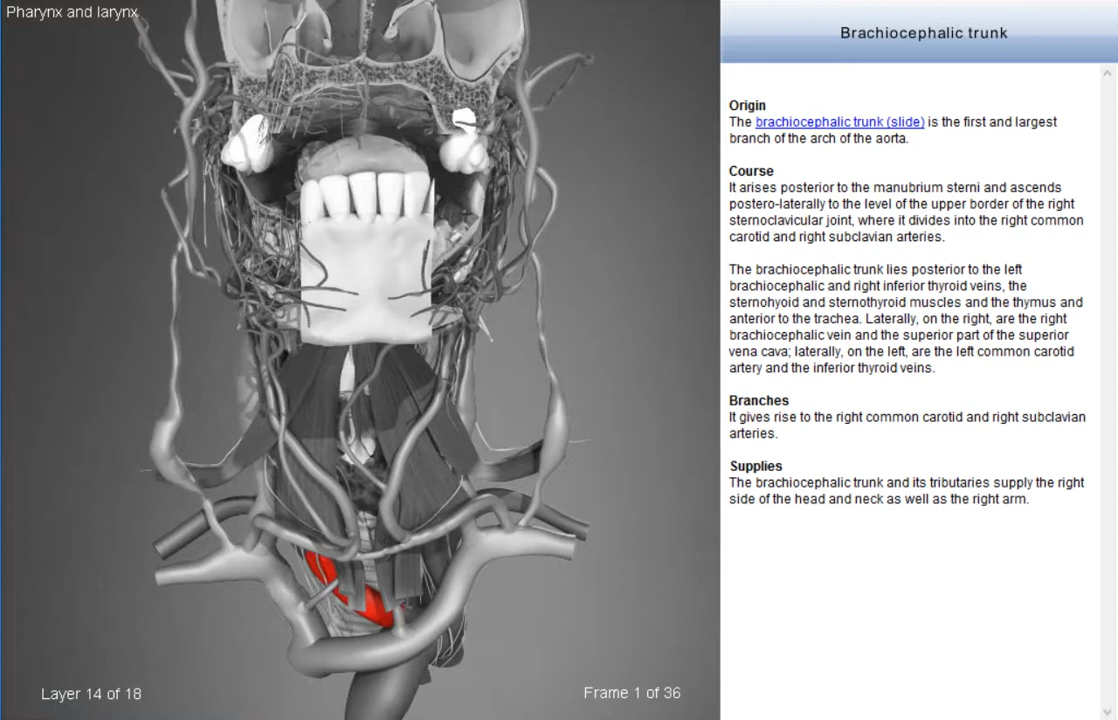 Pharynx and larynx
Brachiocephalic trunk
Origin
The brachiocephalic trunk (slide) is the first and largest
branch of the arch of the aorta.
Course
It arises posterior to the manubrium sterni and ascends
postero-laterally to the level of the upper border of the right
sternoclavicular joint, where it divides into the right common
carotid and right subclavian arteries.
The brachiocephalic trunk lies posterior to the left
brachiocephalic and right inferior thyroid veins, the
sternohyoid and sternothyroid muscles and the thymus and
anterior to the trachea. Laterally, on the right, are the right
brachiocephalic vein and the superior part of the superior
vena cava; laterally, on the left, are the left common carotid
artery and the inferior thyroid veins.
Branches
It gives rise to the right common carotid and right subclavian
arteries.
Supplies
The brachiocephalic trunk and its tributaries supply the right
side of the head and neck as well as the right arm.
Layer 14 of 18
Frame 1 of 36